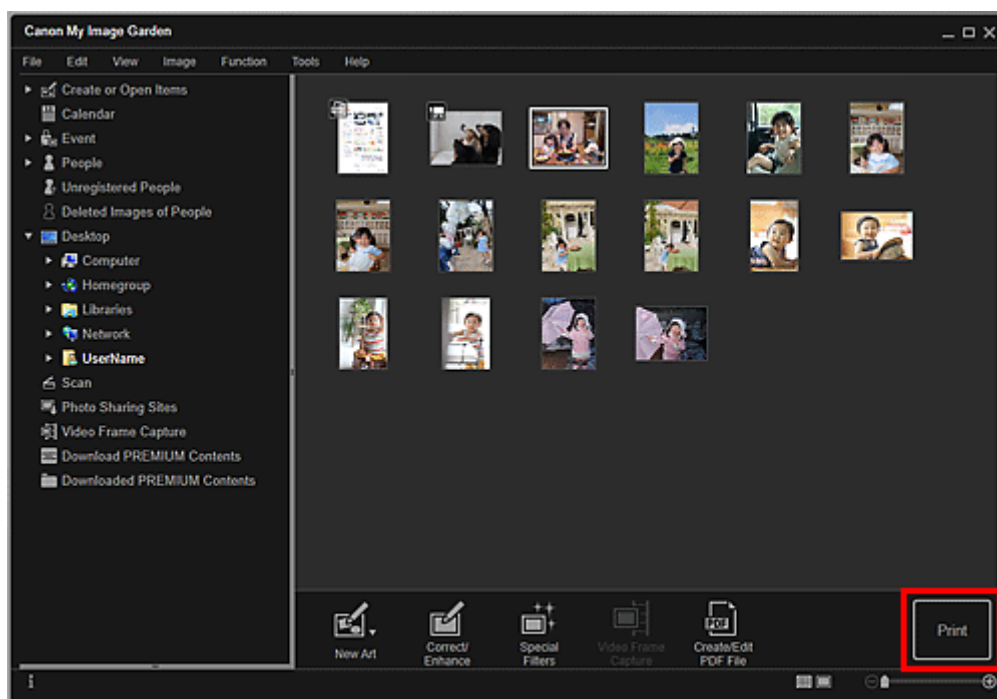 Canon My Image Garden
File Edit View Image Function Tools Help
Create or Open Items
Calendar
Event
People
Unregistered People
Deleted Images of People
Desktop
Computer
Homegroup
Libraries
Network
UserName
Scan
Photo Sharing Sites
Video Frame Capture
Download PREMIUM Contents
Downloaded PREMIUM Contents
New Art
Correct/
Enhance
Special
Filters
Video Frame
Capture
PDF
Create/Edit
PDF File
Print